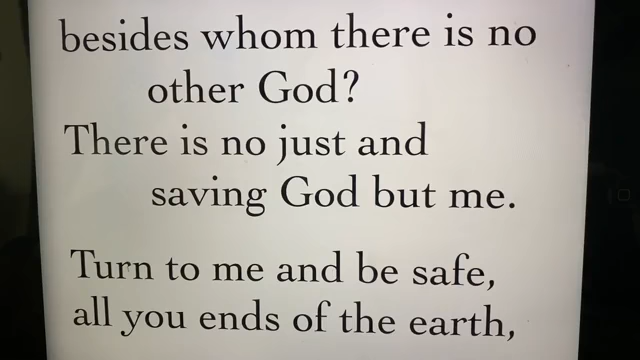 besides whom there is no
other God?
There is no just and
saving God but me.
Turn to me and be safe,
all you ends of the earth,